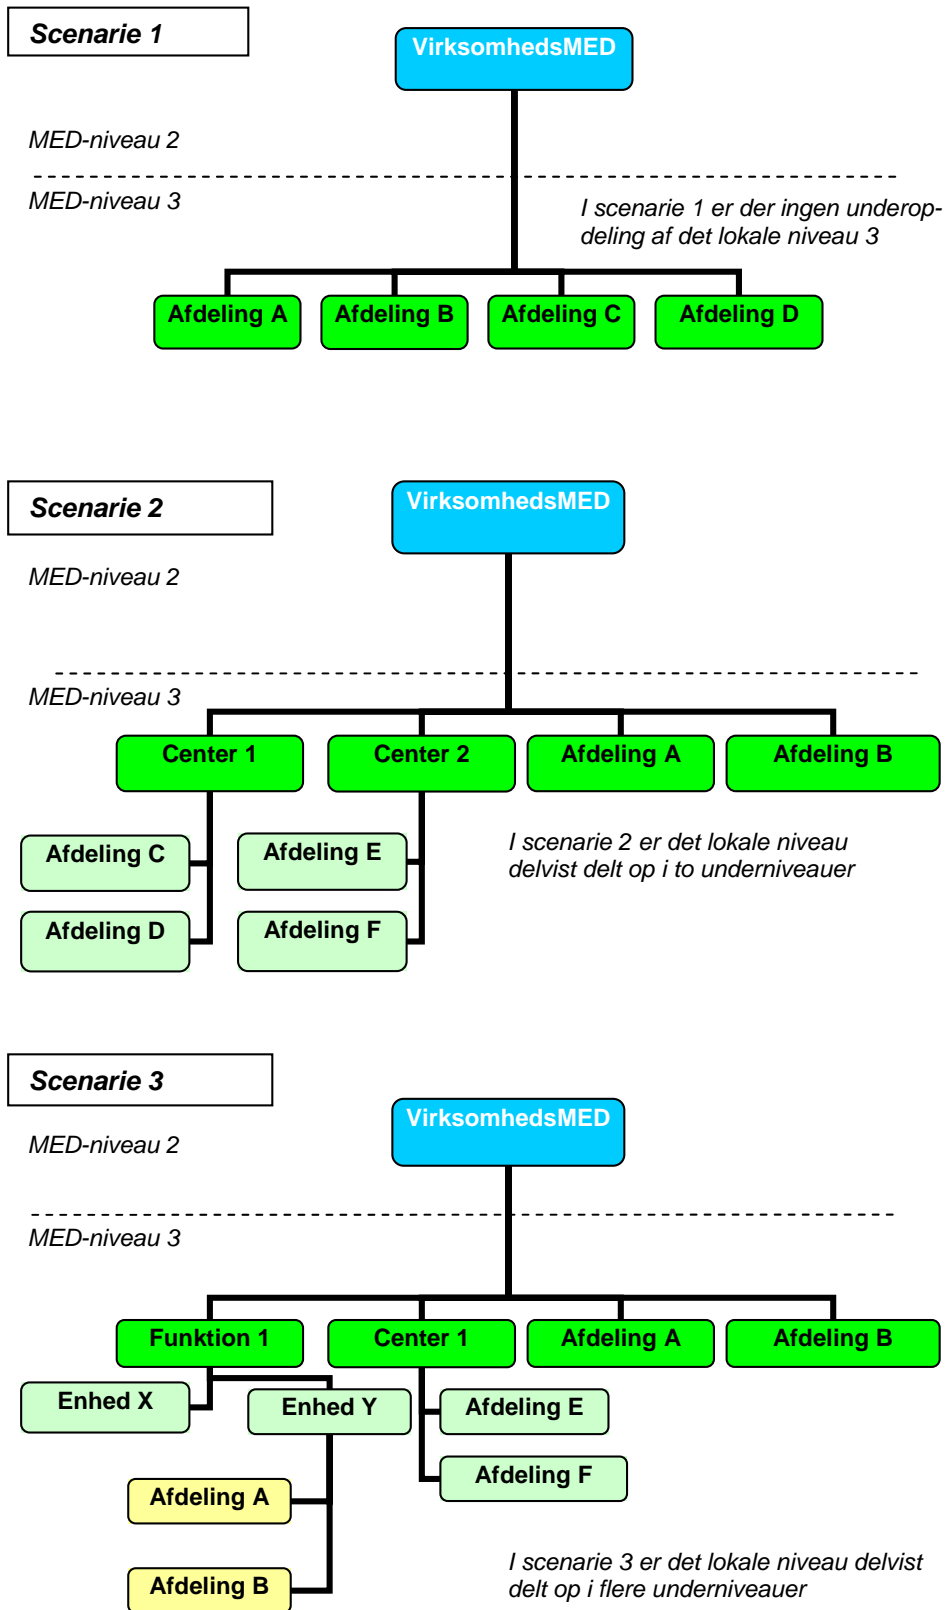 Scenarie 1
VirksomhedsMED
MED-niveau 2
MED-niveau 3
I scenarie 1 er der ingen underop-
deling af det lokale niveau 3
Afdeling A
Afdeling B
Afdeling C
Afdeling D
Scenarie 2
VirksomhedsMED
MED-niveau 2
MED-niveau 3
Center 1
Center 2
Afdeling A
Afdeling B
Afdeling C
Afdeling E
I scenarie 2 er det lokale niveau
delvist delt op i to underniveauer
Afdeling D
Afdeling F
Scenarie 3
VirksomhedsMED
MED-niveau 2
MED-niveau 3
Funktion 1
Center 1
Afdeling A
Afdeling B
Enhed X
Enhed Y
Afdeling E
Afdeling F
Afdeling A
Afdeling B
I scenarie 3 er det lokale niveau delvist
delt op i flere underniveauer